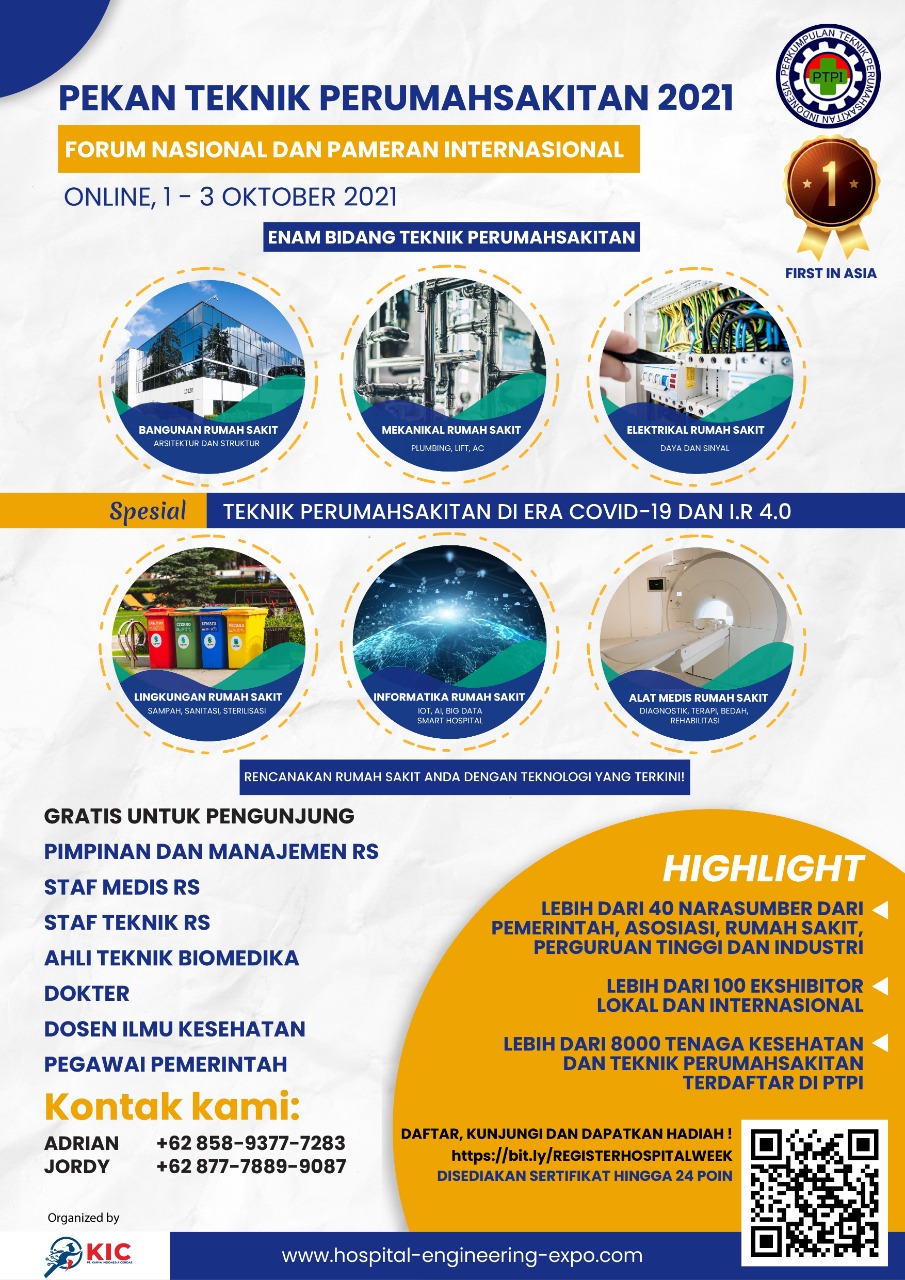 PERKUMPULAN TEKNIK PERUMAHSAKITAN INDONESIA
PTPI
PEKAN TEKNIK PERUMAHSAKITAN 2021
FORUM NASIONAL DAN PAMERAN INTERNASIONAL
ONLINE, 1 - 3 OKTOBER 2021
1
FIRST IN ASIA
ENAM BIDANG TEKNIK PERUMAHSAKITAN
BANGUNAN RUMAH SAKIT
ARSITEKTUR DAN STRUKTUR
MEKANIKAL RUMAH SAKIT
PLUMBING, LIFT, AC
ELEKTRIKAL RUMAH SAKIT
DAYA DAN SINYAL
Spesial
TEKNIK PERUMAHSAKITAN DI ERA COVID-19 DAN I.R 4.0
LINGKUNGAN RUMAH SAKIT
SAMPAH, SANITASI, STERILISASI
INFORMATIKA RUMAH SAKIT
IOT, AI, BIG DATA
SMART HOSPITAL
ALAT MEDIS RUMAH SAKIT
DIAGNOSTIK, TERAPI, BEDAH,
REHABILITASI
RENCANAKAN RUMAH SAKIT ANDA DENGAN TEKNOLOGI YANG TERKINI!
GRATIS UNTUK PENGUNJUNG
PIMPINAN DAN MANAJEMEN RS
STAF MEDIS RS
STAF TEKNIK RS
AHLI TEKNIK BIOMEDIKA
DOKTER
DOSEN ILMU KESEHATAN
PEGAWAI PEMERINTAH
Kontak kami:
ADRIAN +62 858-9377-7283
JORDY +62 877-7889-9087
HIGHLIGHT
LEBIH DARI 40 NARASUMBER DARI
PEMERINTAH, ASOSIASI, RUMAH SAKIT,
PERGURUAN TINGGI DAN INDUSTRI
LEBIH DARI 100 EKSHIBITOR
LOKAL DAN INTERNASIONAL
LEBIH DARI 8000 TENAGA KESEHATAN
DAN TEKNIK PERUMAHSAKITAN
TERDAFTAR DI PTPI
DAFTAR, KUNJUNGI DAN DAPATKAN HADIAH !
https://bit.ly/REGISTERHOSPITALWEEK
DISEDIAKAN SERTIFIKAT HINGGA 24 POIN
Organized by
KIC
www.hospital-engineering-expo.com